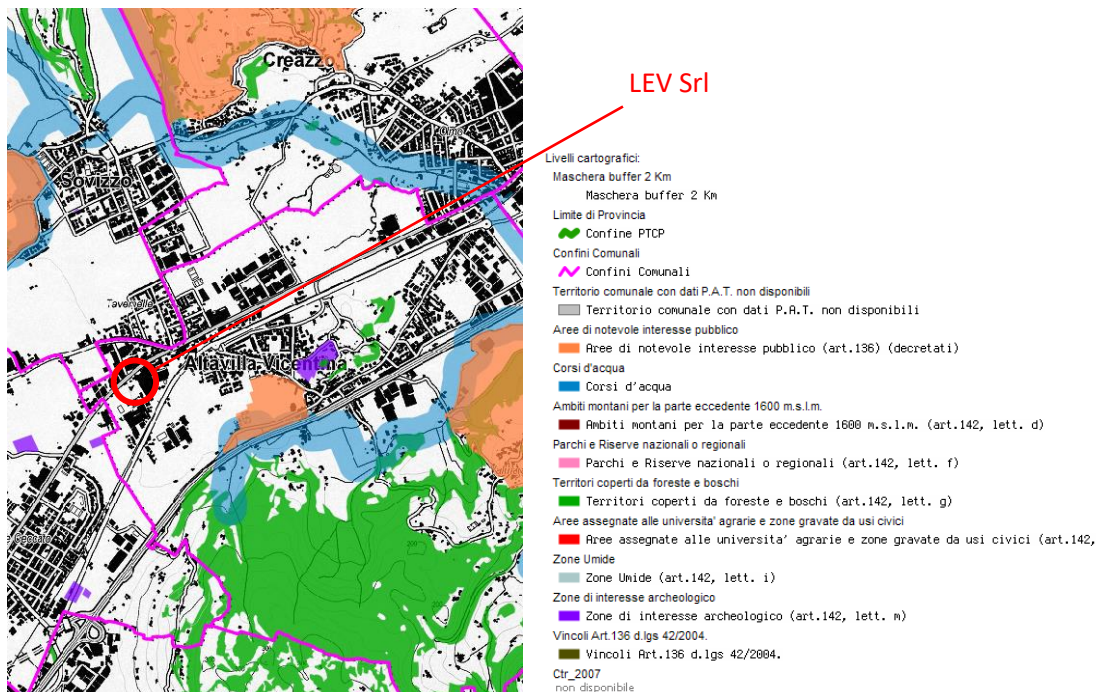 Creazzo
Olmo
Sovizzo
Tavernelle
Altavilla Vicentina
e Ceccato
LEV Srl
Livelli cartografici:
Maschera buffer 2 Km
Maschera buffer 2 Km
Limite di Provincia
Confine PTCP
Confini Comunali
Confini Comunali
Territorio comunale con dati P.A.T. non disponibili
Territorio comunale con dati P.A.T. non disponibili
Aree di notevole interesse pubblico
Aree di notevole interesse pubblico (art.136) (decretati)
Corsi d'acqua
Corsi d'acqua
Ambiti montani per la parte eccedente 1600 m.s.l.m.
Ambiti montani per la parte eccedente 1600 m.s.l.m. (art.142, lett. d)
Parchi e Riserve nazionali o regionali
Parchi e Riserve nazionali o regionali (art.142, lett. f)
Territori coperti da foreste e boschi
Territori coperti da foreste e boschi (art.142, lett. g)
Aree assegnate alle universita' agrarie e zone gravate da usi civici
Aree assegnate alle universita' agrarie e zone gravate da usi civici (art.142,
Zone Umide
Zone Umide (art.142, lett. i)
Zone di interesse archeologico
Zone di interesse archeologico (art.142, lett. m)
Vincoli Art.136 d.lgs 42/2004.
Vincoli Art.136 d.lgs 42/2004.
Ctr_2007
non disponibile